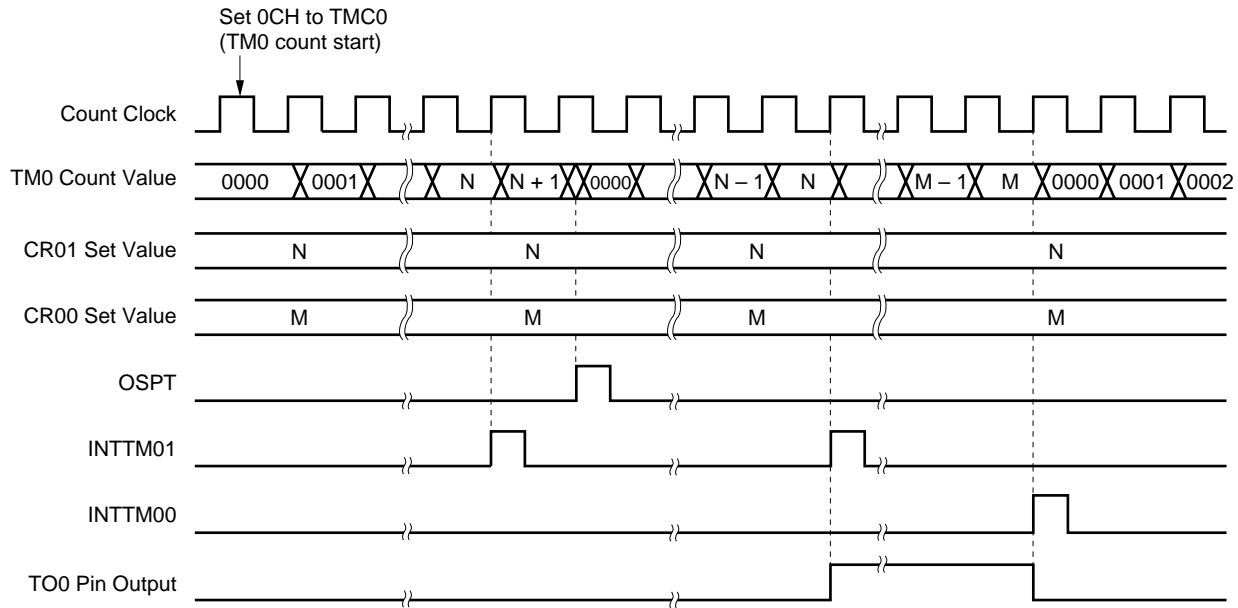 Set 0CH to TMC0
(TM0 count start)
Count Clock
TM0 Count Value 0000 0001 N N + 1 0000 N – 1 N M – 1 M 0000 0001 0002
CR01 Set Value N N N N
CR00 Set Value M M M M
OSPT
INTTM01
INTTM00
TO0 Pin Output